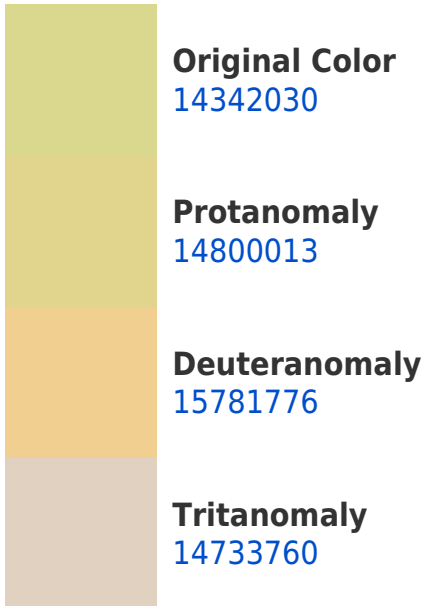 Original Color
14342030
Protanomaly
14800013
Deuteranomaly
15781776
Tritanomaly
14733760